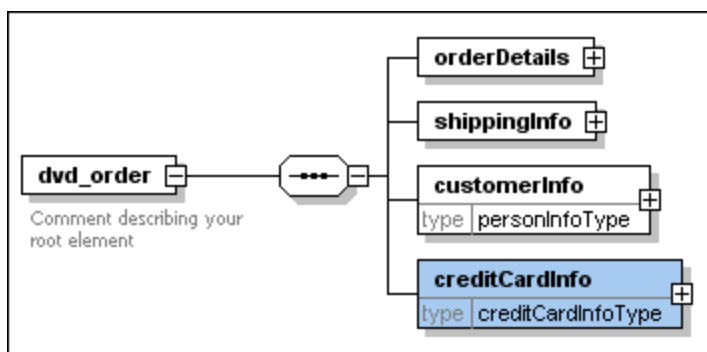 orderDetails
shippingInfo
dvd_order
Comment describing your
root element
customerInfo
type personInfoType
creditCardInfo
type creditCardInfoType